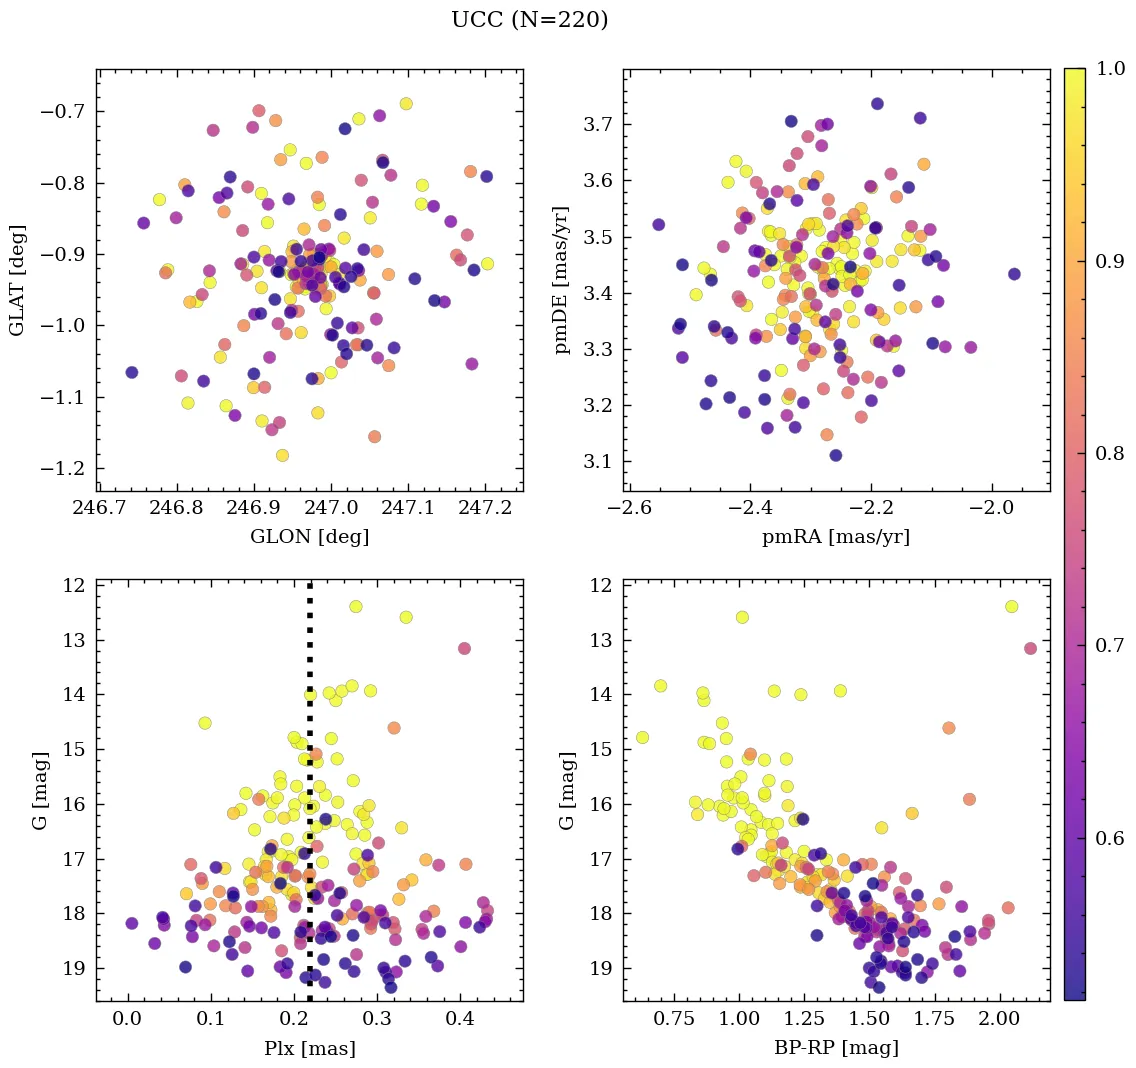 UCC (N=220)
−0.7
−0.8
−0.9
−1.0
−1.1
−1.2
GLAT [deg]
246.7 246.8 246.9 247.0 247.1 247.2
GLON [deg]
3.7
3.6
3.5
3.4
3.3
3.2
3.1
pmDE [mas/yr]
−2.6 −2.4 −2.2 −2.0
pmRA [mas/yr]
1.0
0.9
0.8
0.7
0.6
12
13
14
15
16
17
18
19
G [mag]
0.0 0.1 0.2 0.3 0.4
Plx [mas]
12
13
14
15
16
17
18
19
G [mag]
0.75 1.00 1.25 1.50 1.75 2.00
BP-RP [mag]